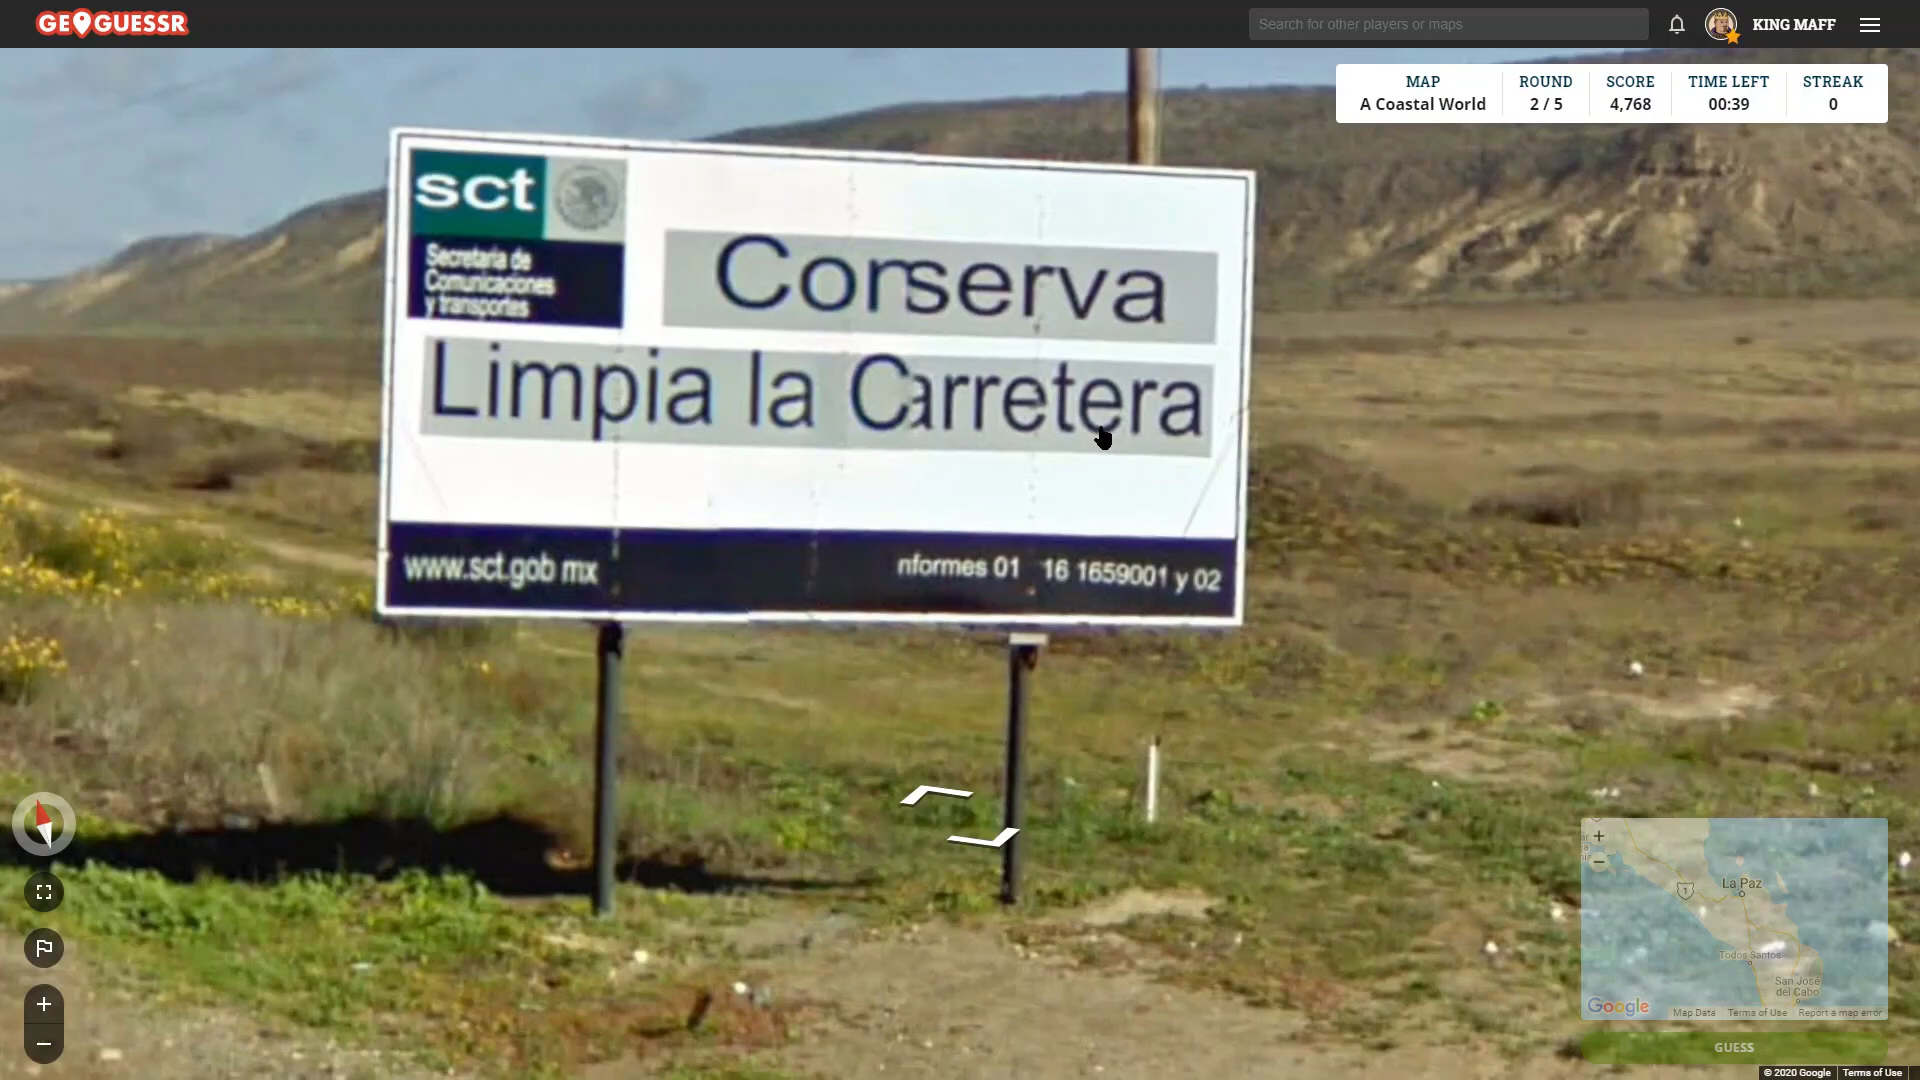 GEOGUESSR
Search for other players or maps
KING MAFF
MAP
A Coastal World
ROUND
2 / 5
SCORE
4,768
TIME LEFT
00:39
STREAK
0
sct
Secretaria de
Comunicaciones
y transportes
Conserva
Limpia la Carretera
www.sct.gob mx
nformes 01 16 1659001 y 02
1
La Paz
Todos Santos
San José
del Cabo
Google
Map Data
Terms of Use
Report a map error
GUESS
© 2020 Google
Terms of Use